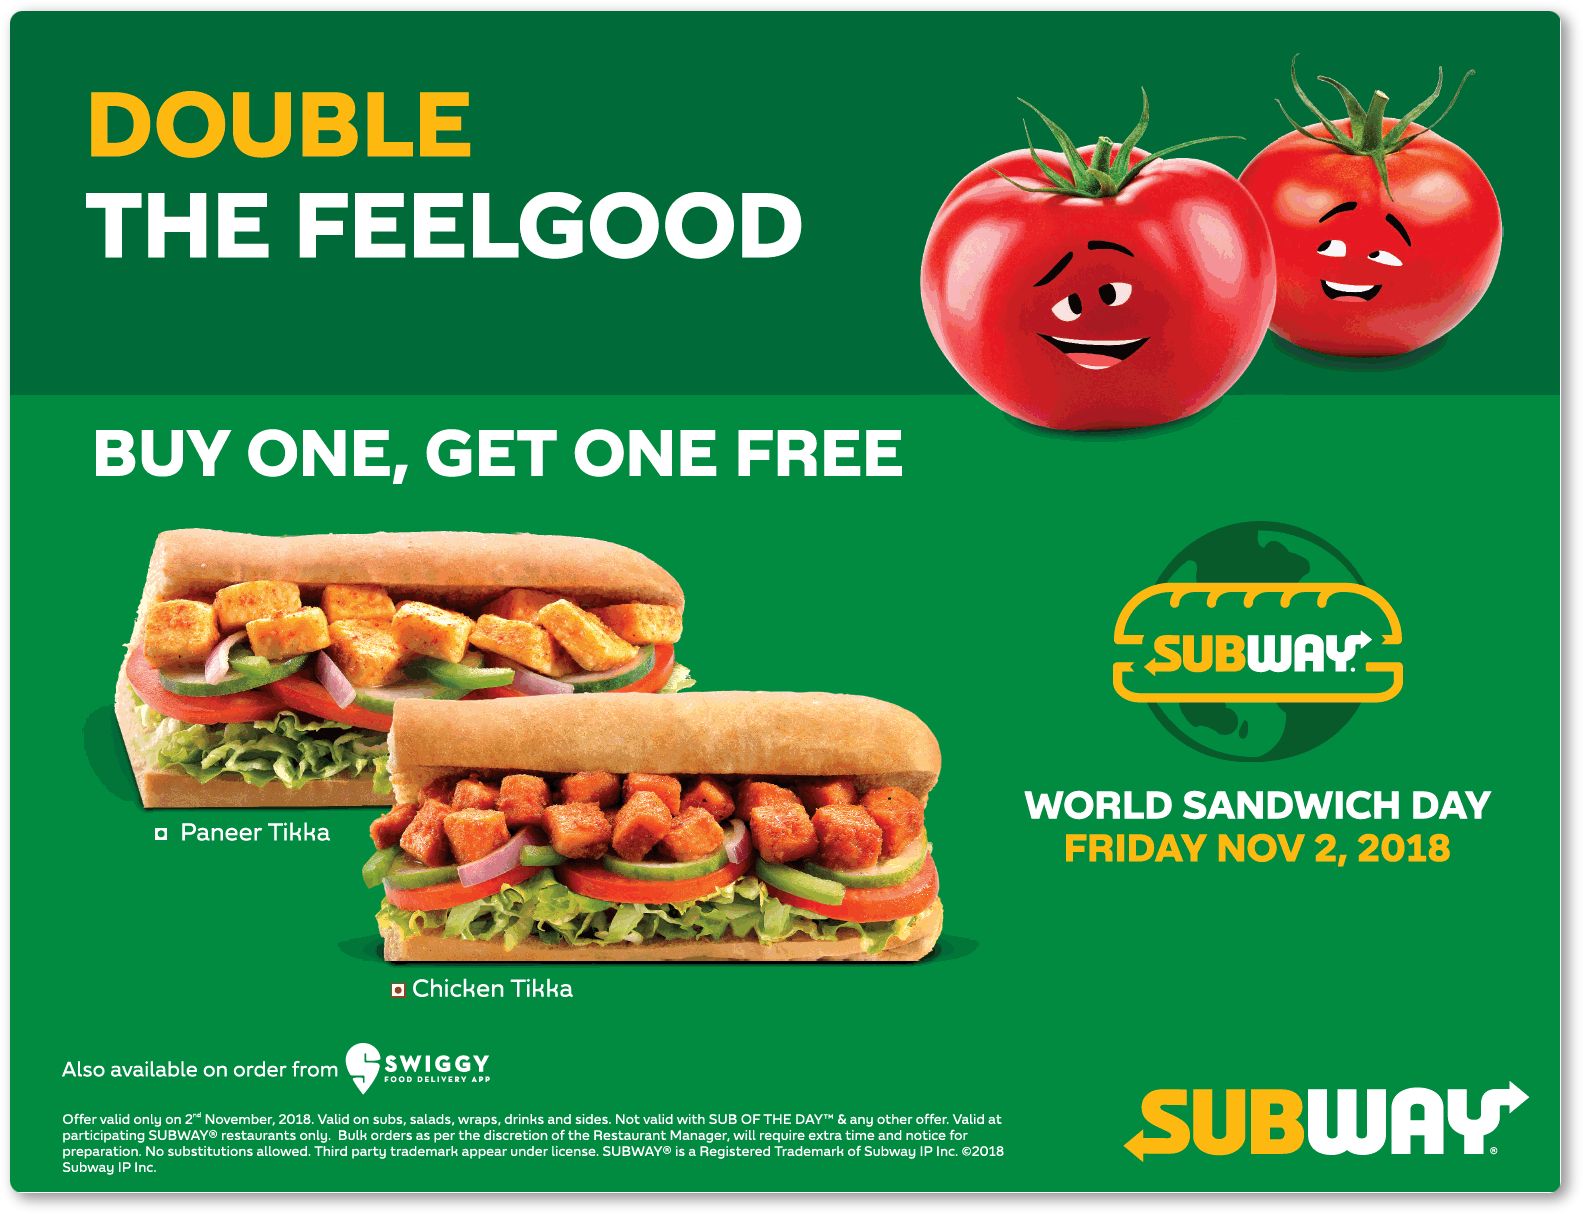 DOUBLE
THE FEELGOOD
BUY ONE, GET ONE FREE
SUBWAY
WORLD SANDWICH DAY
FRIDAY NOV 2, 2018
Paneer Tikka
Chicken Tikka
Also available on order from SWIGGY
FOOD DELIVERY APP
Offer valid only on 2nd November, 2018. Valid on subs, salads, wraps, drinks and sides. Not valid with SUB OF THE DAY™ & any other offer. Valid at
participating SUBWAY® restaurants only. Bulk orders as per the discretion of the Restaurant Manager, will require extra time and notice for
preparation. No substitutions allowed. Third party trademark appear under license. SUBWAY® is a Registered Trademark of Subway IP Inc. ©2018
Subway IP Inc.
SUBWAY®